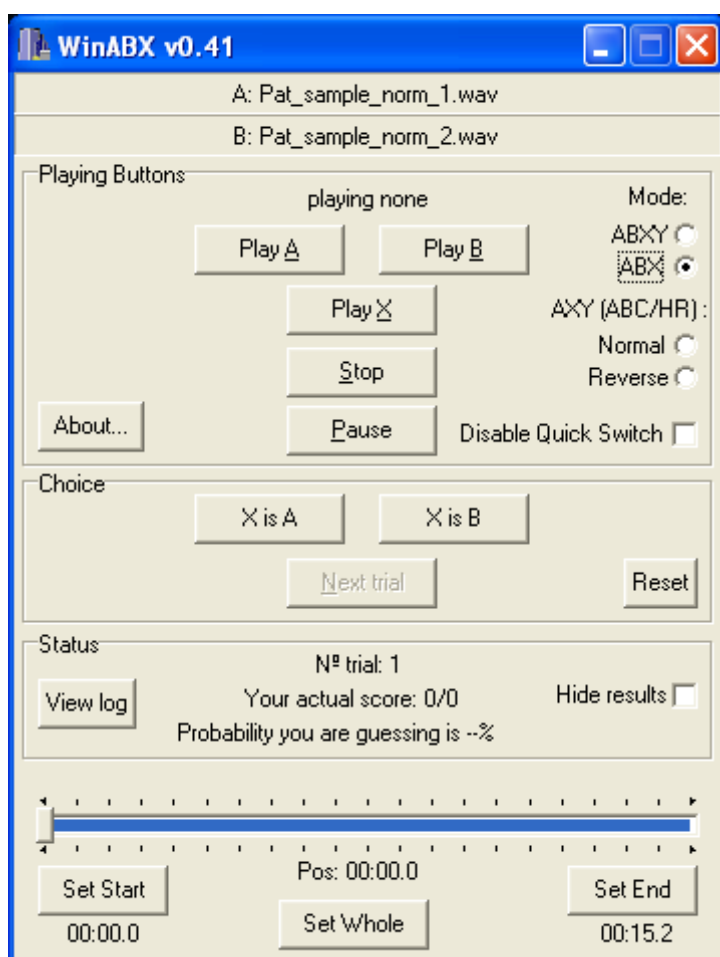 WinABX v0.41
A: Pat_sample_norm_1.wav
B: Pat_sample_norm_2.wav
Playing Buttons
playing none
Mode:
Play A
Play B
ABXY
ABX
Play X
AXY (ABC/HR) :
Normal
Stop
Reverse
About...
Pause
Disable Quick Switch
Choice
X is A
X is B
Next trial
Reset
Status
Nº trial: 1
View log
Your actual score: 0/0
Hide results
Probability you are guessing is --%
Pos: 00:00.0
Set Start
Set End
Set Whole
00:00.0
00:15.2